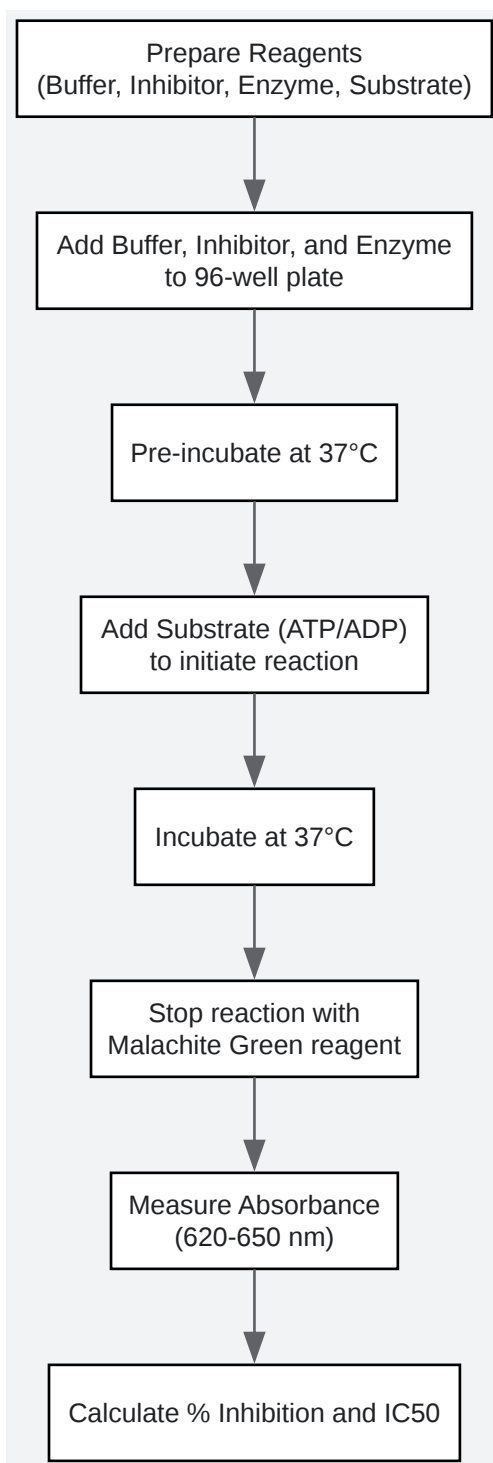 Prepare Reagents
(Buffer, Inhibitor, Enzyme, Substrate)
Add Buffer, Inhibitor, and Enzyme
to 96-well plate
Pre-incubate at 37°C
Add Substrate (ATP/ADP)
to initiate reaction
Incubate at 37°C
Stop reaction with
Malachite Green reagent
Measure Absorbance
(620-650 nm)
Calculate % Inhibition and IC50